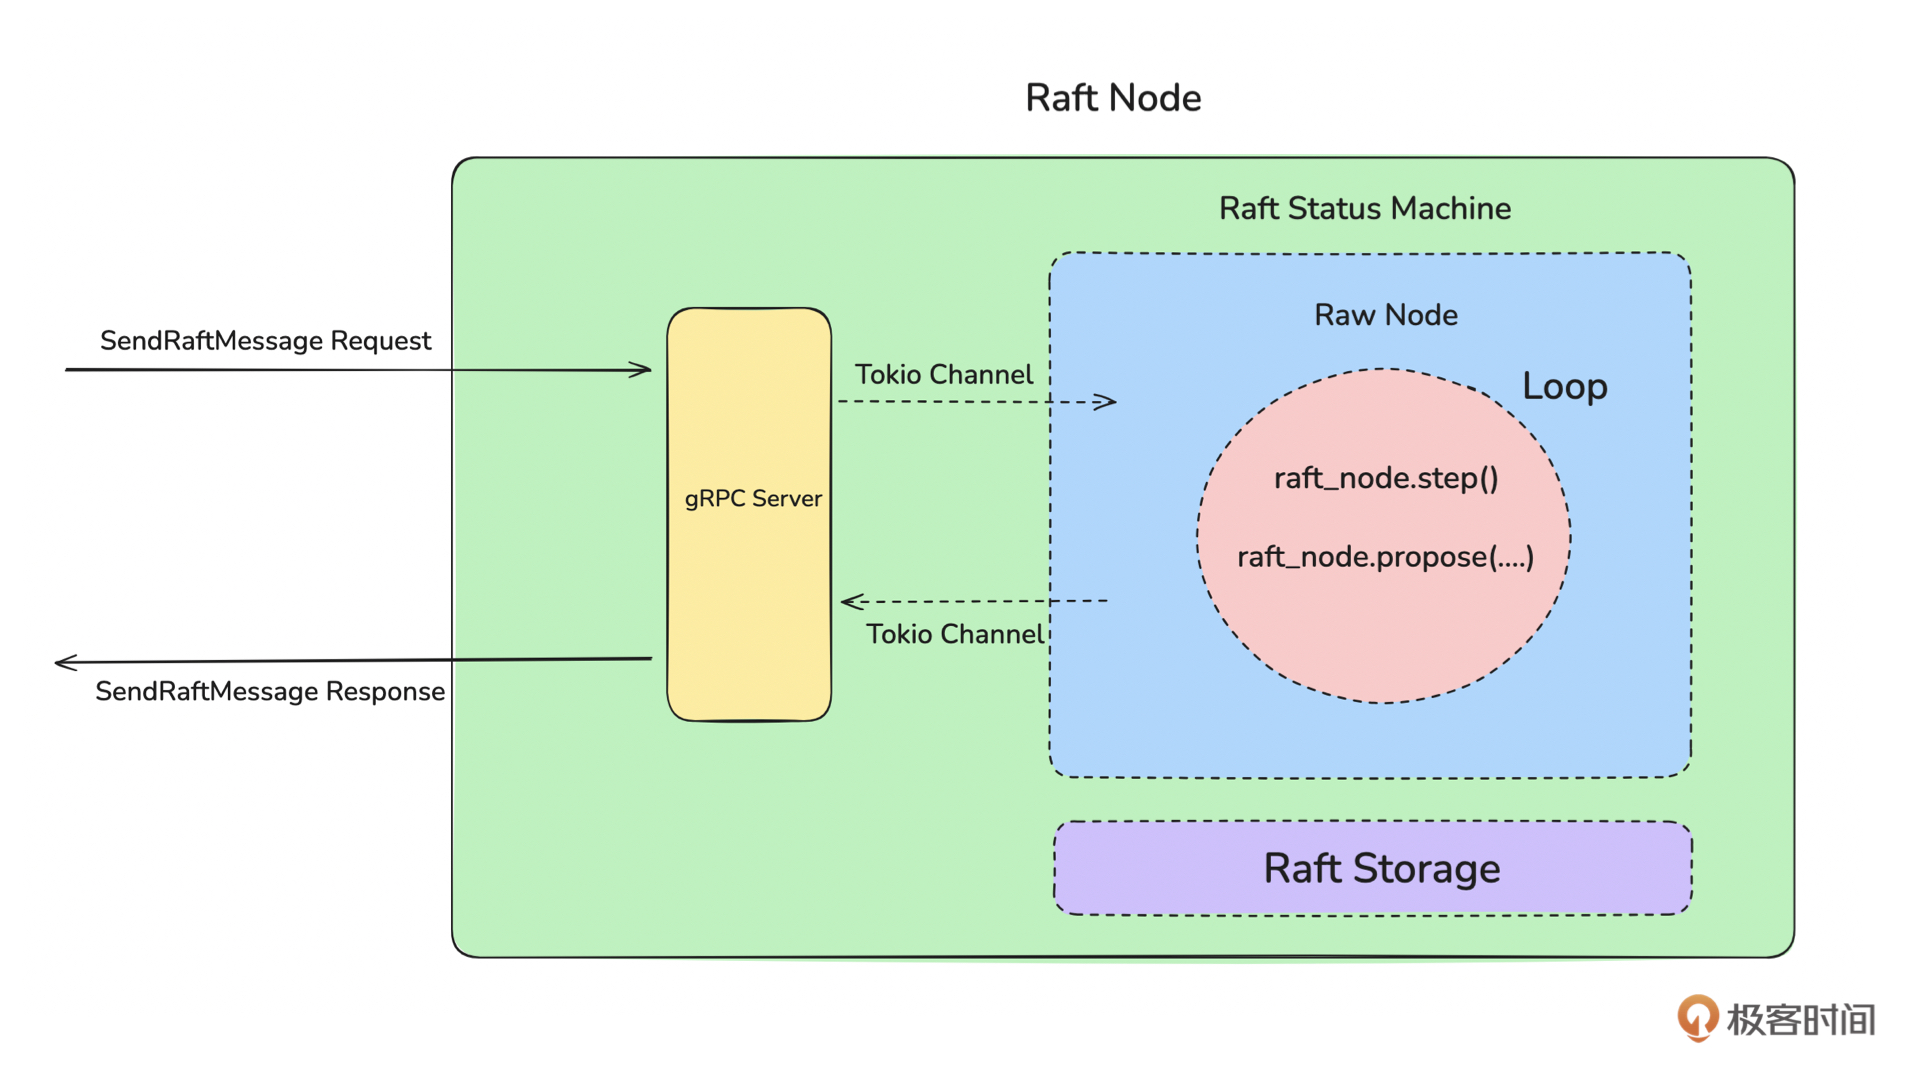 Raft Node
Raft Status Machine
Raw Node
SendRaftMessage Request
Tokio Channel
Loop
raft_node.step()
gRPC Server
raft_node.propose(....)
Tokio Channel
SendRaftMessage Response
Raft Storage
极客时间